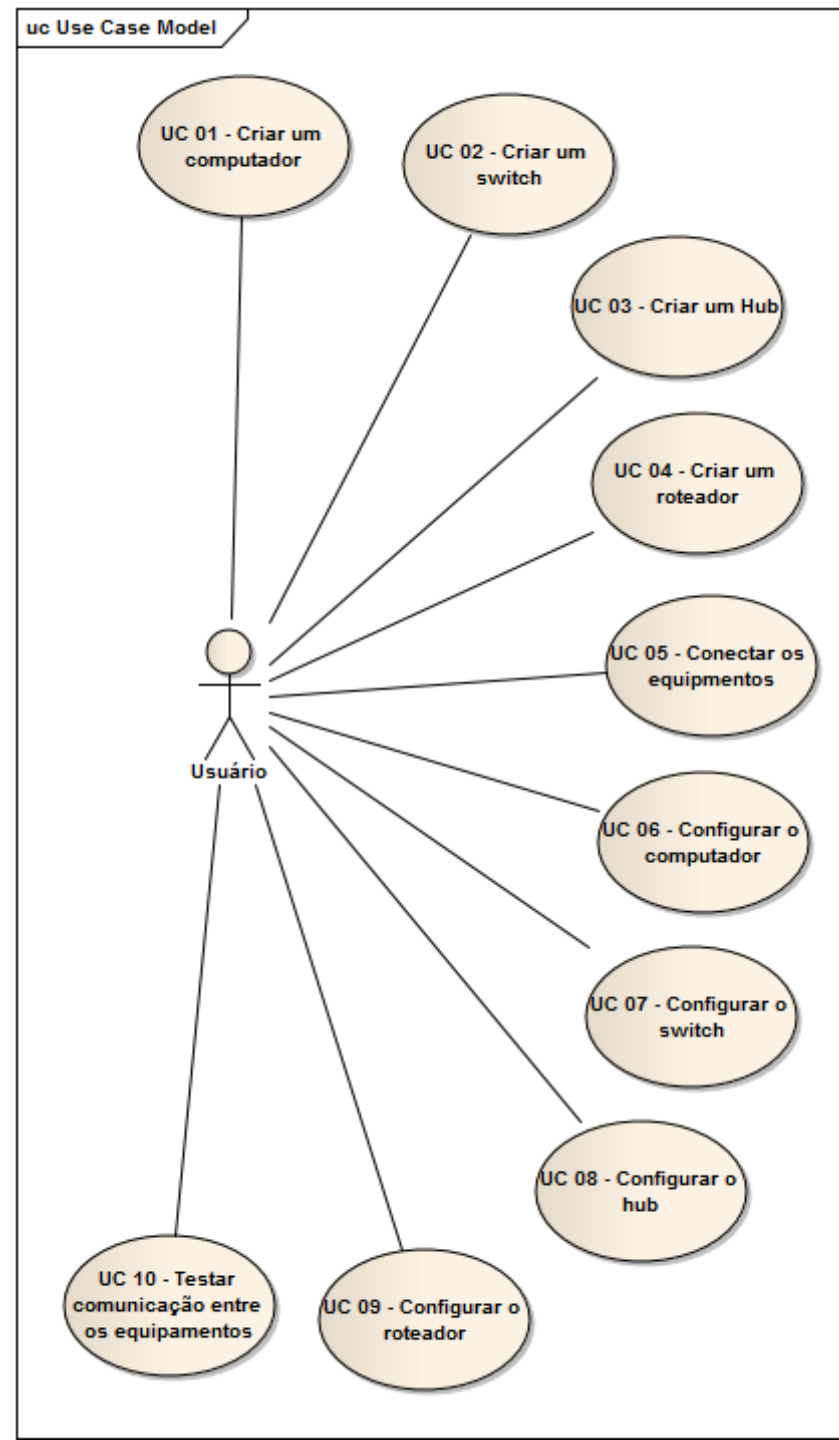 uc Use Case Model
UC 01 - Criar um
computador
UC 02 - Criar um
switch
UC 03 - Criar um Hub
UC 04 - Criar um
roteador
UC 05 - Conectar os
equipmentos
Usuário
UC 06 - Configurar o
computador
UC 07 - Configurar o
switch
UC 08 - Configurar o
hub
UC 09 - Configurar o
roteador
UC 10 - Testar
comunicação entre
os equipamentos